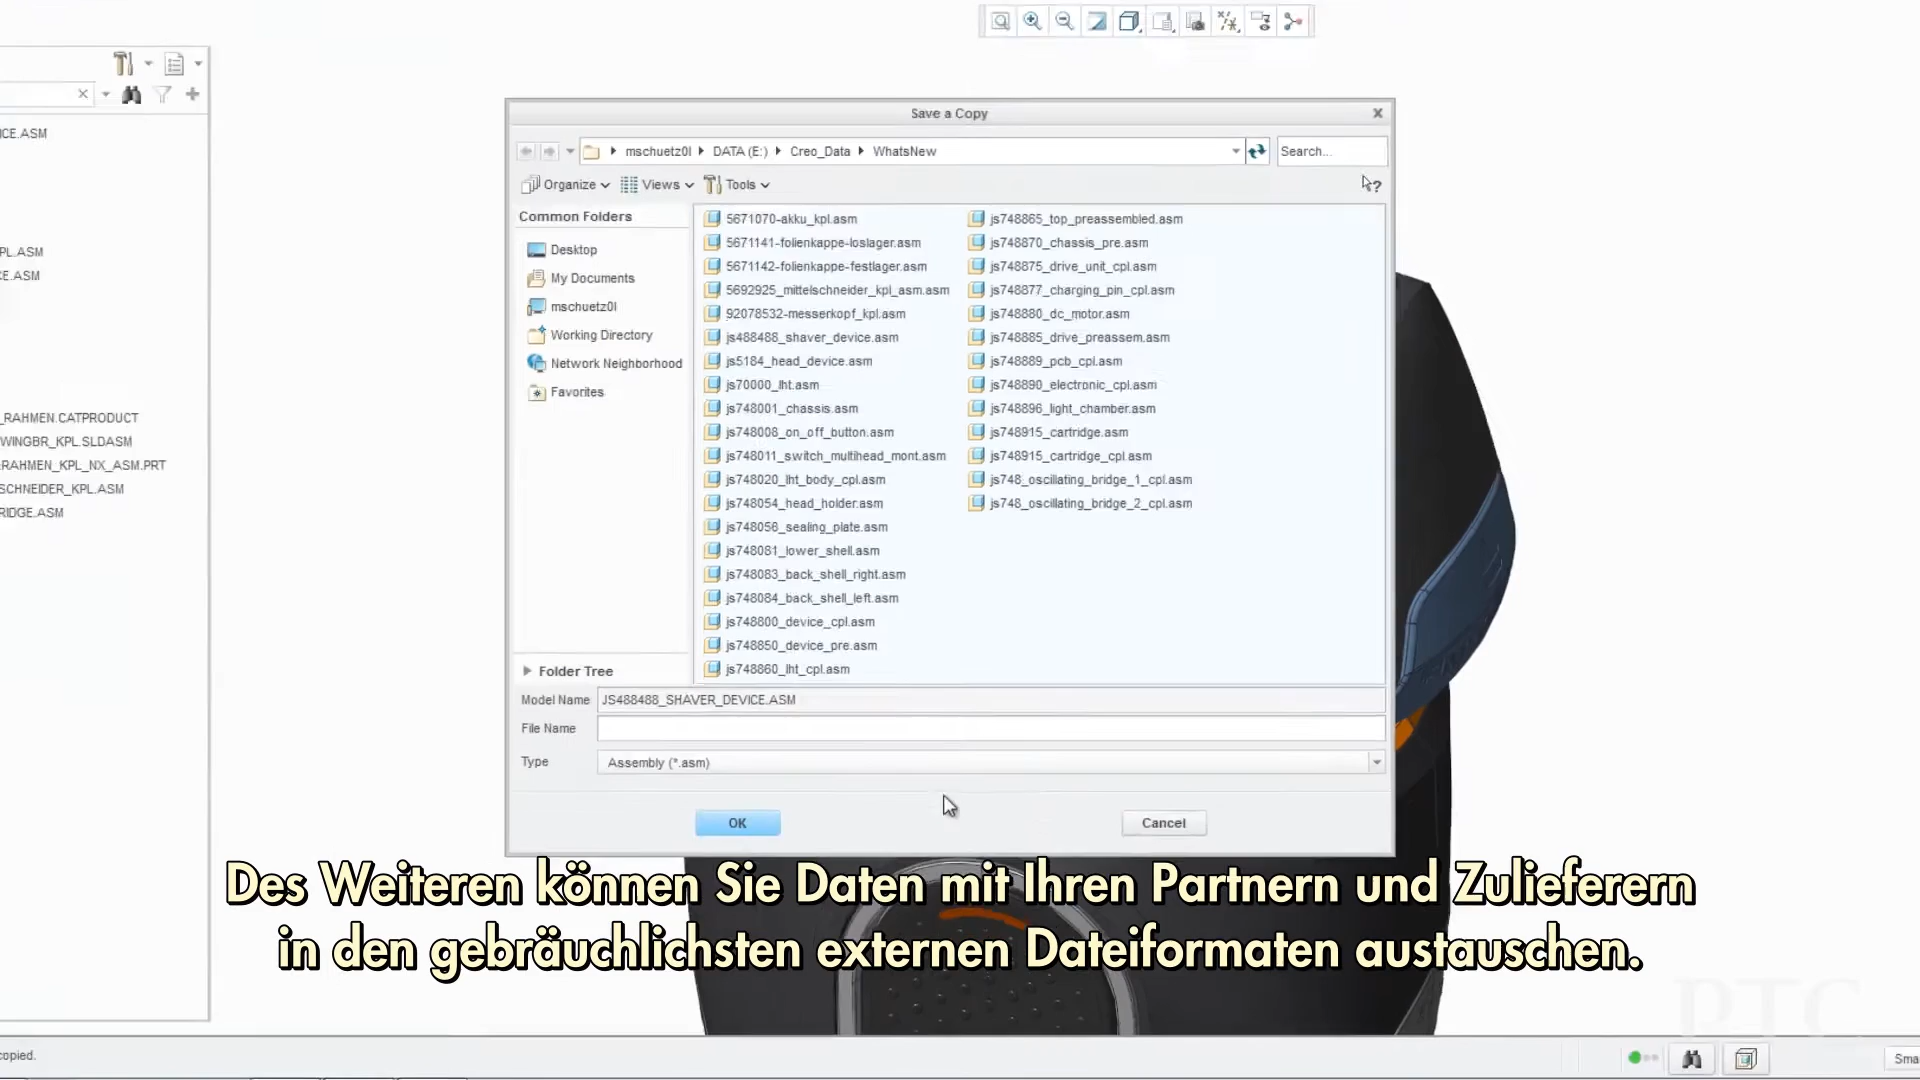 Save a Copy
mschuetz0l DATA (E:) Creo_Data WhatsNew
Search...
Organize Views Tools
Common Folders
Desktop
My Documents
mschuetz0l
Working Directory
Network Neighborhood
Favorites
Folder Tree
5671070-akku_kpl.asm
5671141-folienkappe-loslager.asm
5671142-folienkappe-festlager.asm
5692925_mittelschneider_kpl_asm.asm
92078532-messerkopf_kpl.asm
js488488_shaver_device.asm
js5184_head_device.asm
js70000_lht.asm
js748001_chassis.asm
js748008_on_off_button.asm
js748011_switch_multihead_mont.asm
js748020_lht_body_cpl.asm
js748054_head_holder.asm
js748058_sealing_plate.asm
js748081_lower_shell.asm
js748083_back_shell_right.asm
js748084_back_shell_left.asm
js748800_device_cpl.asm
js748850_device_pre.asm
js748860_lht_cpl.asm
js748865_top_preassembled.asm
js748870_chassis_pre.asm
js748875_drive_unit_cpl.asm
js748877_charging_pin_cpl.asm
js748880_dc_motor.asm
js748885_drive_preassem.asm
js748889_pcb_cpl.asm
js748890_electronic_cpl.asm
js748896_light_chamber.asm
js748915_cartridge.asm
js748915_cartridge_cpl.asm
js748_oscillating_bridge_1_cpl.asm
js748_oscillating_bridge_2_cpl.asm
Model Name JS488488_SHAVER_DEVICE.ASM
File Name
Type Assembly (*.asm)
OK Cancel
ICE.ASM
PL.ASM
CE.ASM
_RAHMEN.CATPRODUCT
WINGBR_KPL.SLDASM
RAHMEN_KPL_NX_ASM.PRT
SCHNEIDER_KPL.ASM
RIDGE.ASM
Des Weiteren können Sie Daten mit Ihren Partnern und Zulieferern
in den gebräuchlichsten externen Dateiformaten austauschen.
PTC
copied.
Sma